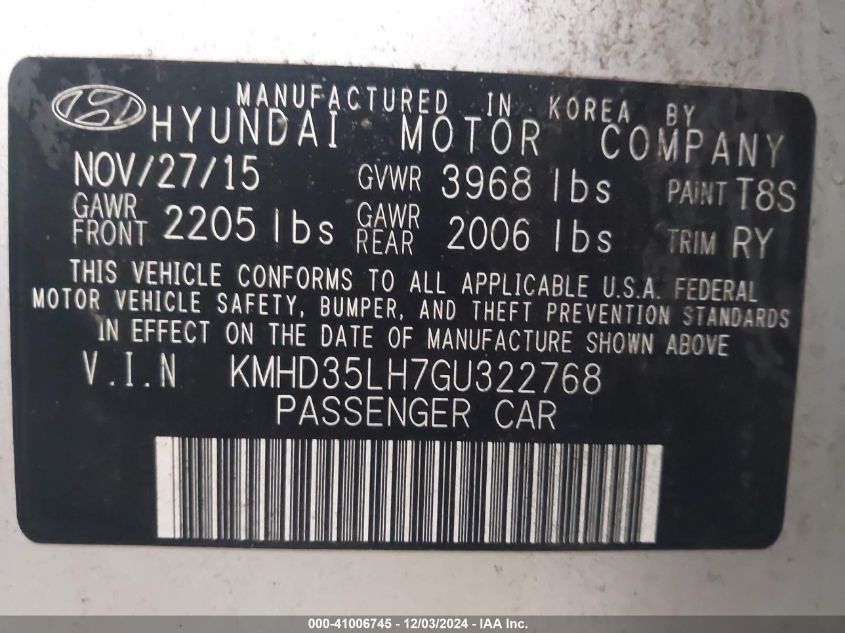 MANUFACTURED IN KOREA BY
HYUNDAI MOTOR COMPANY
NOV/27/15 GVWR 3968 lbs PAINT T8S
GAWR FRONT 2205 lbs GAWR REAR 2006 lbs TRIM RY
THIS VEHICLE CONFORMS TO ALL APPLICABLE U.S.A. FEDERAL
MOTOR VEHICLE SAFETY, BUMPER, AND THEFT PREVENTION STANDARDS
IN EFFECT ON THE DATE OF MANUFACTURE SHOWN ABOVE
V.I.N KMHD35LH7GU322768
PASSENGER CAR
000-41006745 - 12/03/2024 - IAA Inc.